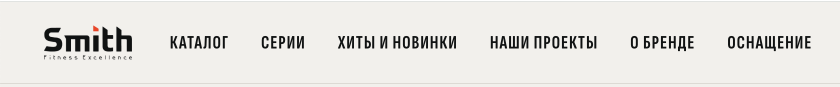 Smith КАТАЛОГ СЕРИИ ХИТЫ И НОВИНКИ НАШИ ПРОЕКТЫ О БРЕНДЕ ОСНАЩЕНИЕ
Fitness Excellence